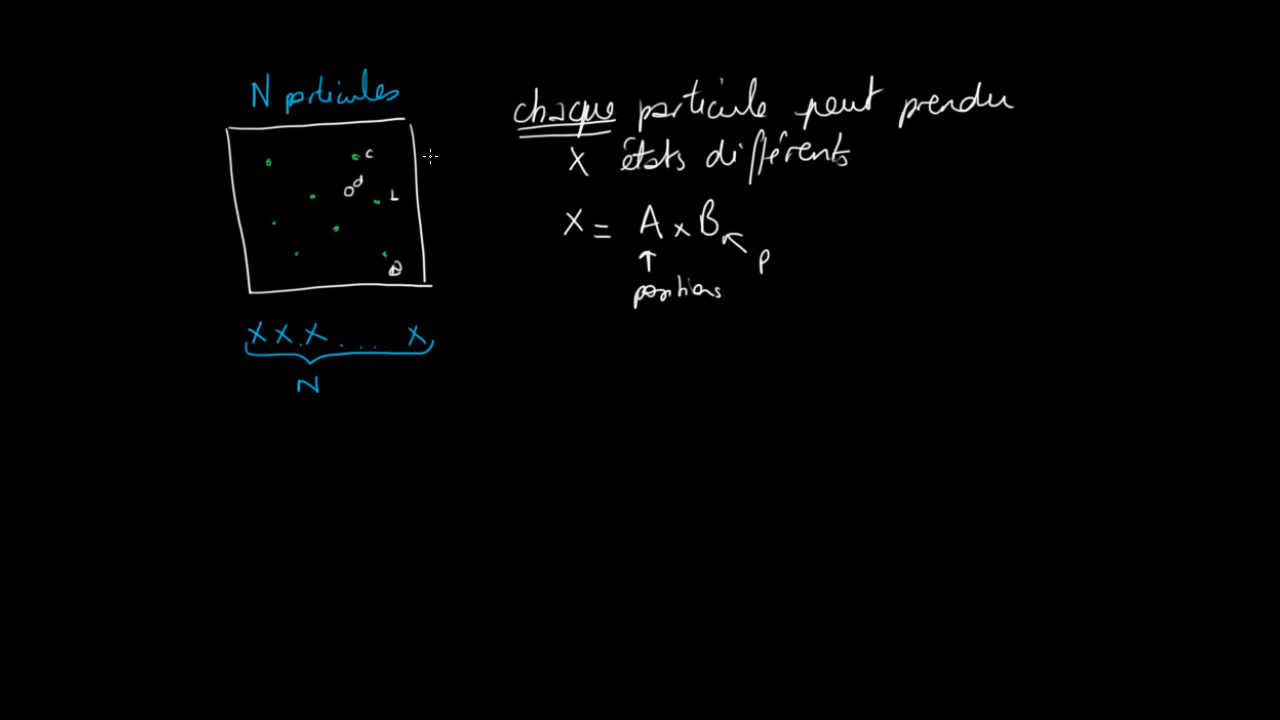 N particules
chaque particule peut prendre
X états différents
X = A x B
p
positions
c
d
L
X X X .... X
N